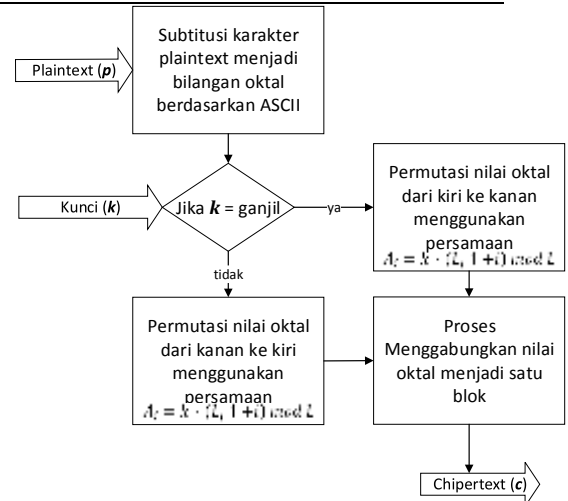 Subtitusi karakter
plaintext menjadi
bilangan oktal
berdasarkan ASCII
Plaintext (p)
Kunci (k)
Jika k = ganjil
ya
Permutasi nilai oktal
dari kiri ke kanan
menggunakan
persamaan
tidak
Permutasi nilai oktal
dari kanan ke kiri
menggunakan
persamaan
Proses
Menggabungkan nilai
oktal menjadi satu
blok
Chipertext (c)